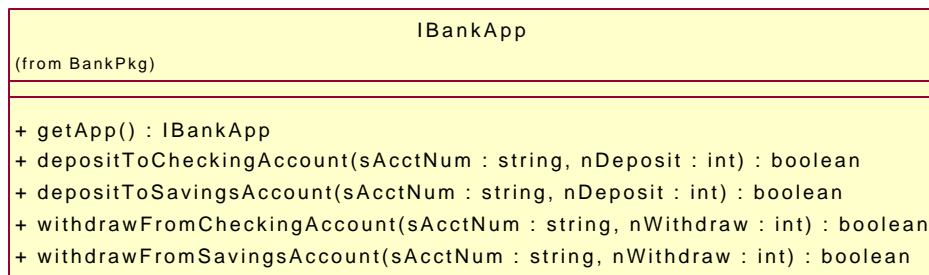 IBankApp
(from BankPkg)
+ getApp() : IBankApp
+ depositToCheckingAccount(sAcctNum : string, nDeposit : int) : boolean
+ depositToSavingsAccount(sAcctNum : string, nDeposit : int) : boolean
+ withdrawFromCheckingAccount(sAcctNum : string, nWithdraw : int) : boolean
+ withdrawFromSavingsAccount(sAcctNum : string, nWithdraw : int) : boolean